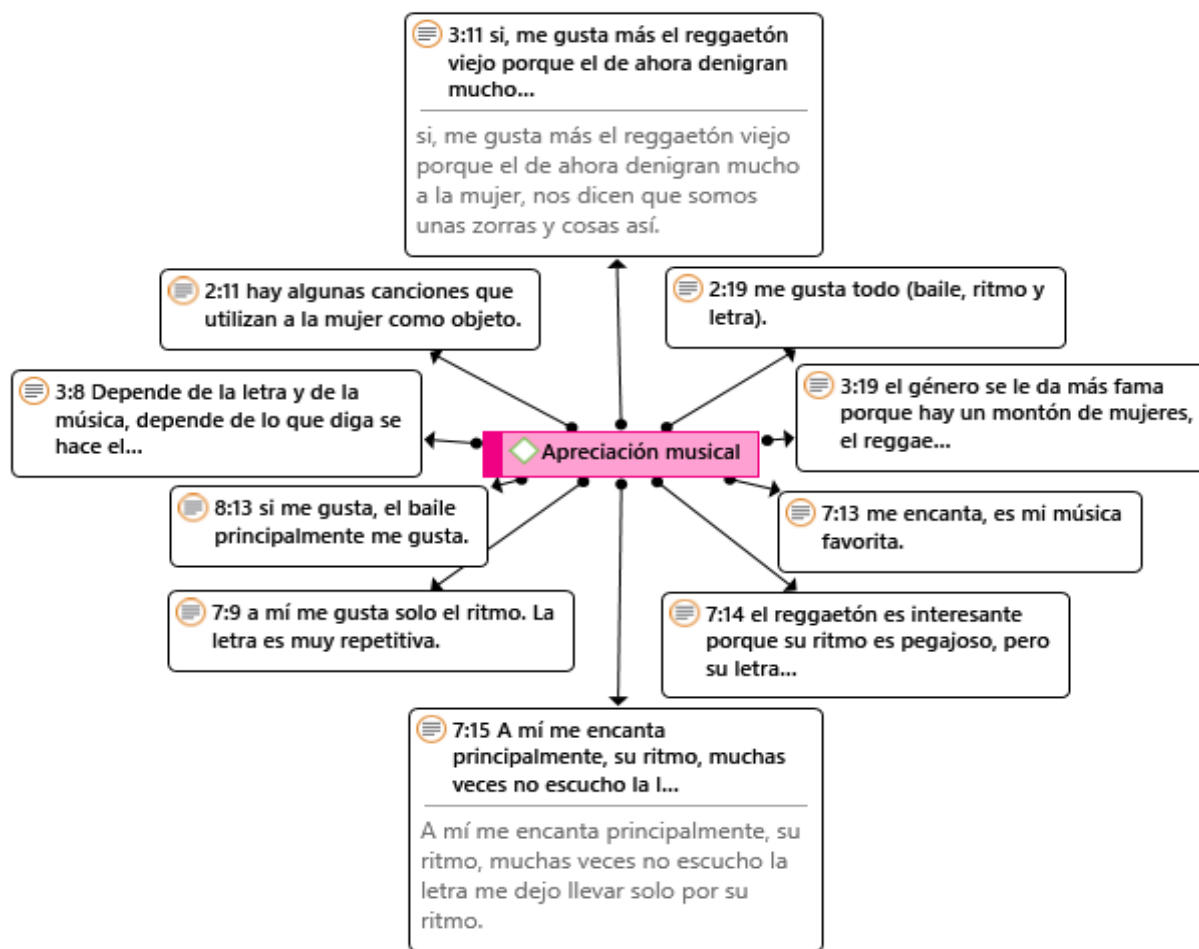 3:11 si, me gusta más el reggaetón
viejo porque el de ahora denigran
mucho...
si, me gusta más el reggaetón viejo
porque el de ahora denigran mucho
a la mujer, nos dicen que somos
unas zorras y cosas así.
2:11 hay algunas canciones que
utilizan a la mujer como objeto.
2:19 me gusta todo (baile, ritmo y
letra).
3:8 Depende de la letra y de la
música, depende de lo que diga se
hace el...
3:19 el género se le da más fama
porque hay un montón de mujeres,
el reggae...
Apreciación musical
8:13 si me gusta, el baile
principalmente me gusta.
7:13 me encanta, es mi música
favorita.
7:9 a mí me gusta solo el ritmo. La
letra es muy repetitiva.
7:14 el reggaetón es interesante
porque su ritmo es pegajoso, pero
su letra...
7:15 A mí me encanta
principalmente, su ritmo, muchas
veces no escucho la l...
A mí me encanta principalmente, su
ritmo, muchas veces no escucho la
letra me dejo llevar solo por su
ritmo.